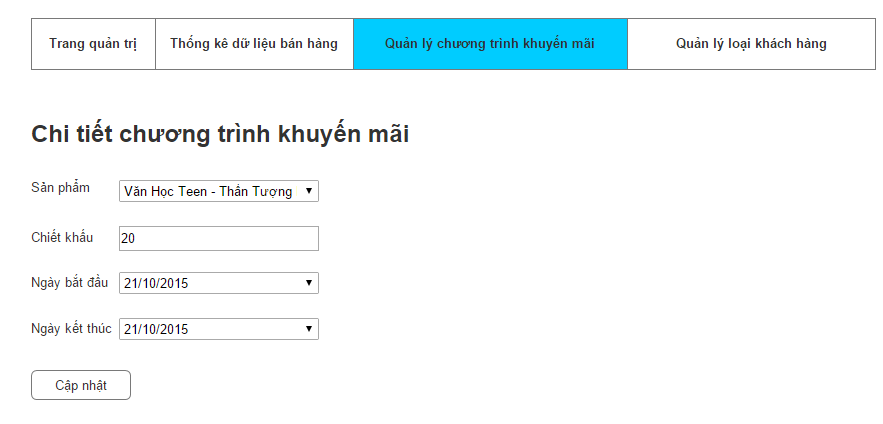 Trang quản trị
Thống kê dữ liệu bán hàng
Quản lý chương trình khuyến mãi
Quản lý loại khách hàng
Chi tiết chương trình khuyến mãi
Sản phẩm
Văn Học Teen - Thần Tượng
Chiết khấu
20
Ngày bắt đầu
21/10/2015
Ngày kết thúc
21/10/2015
Cập nhật